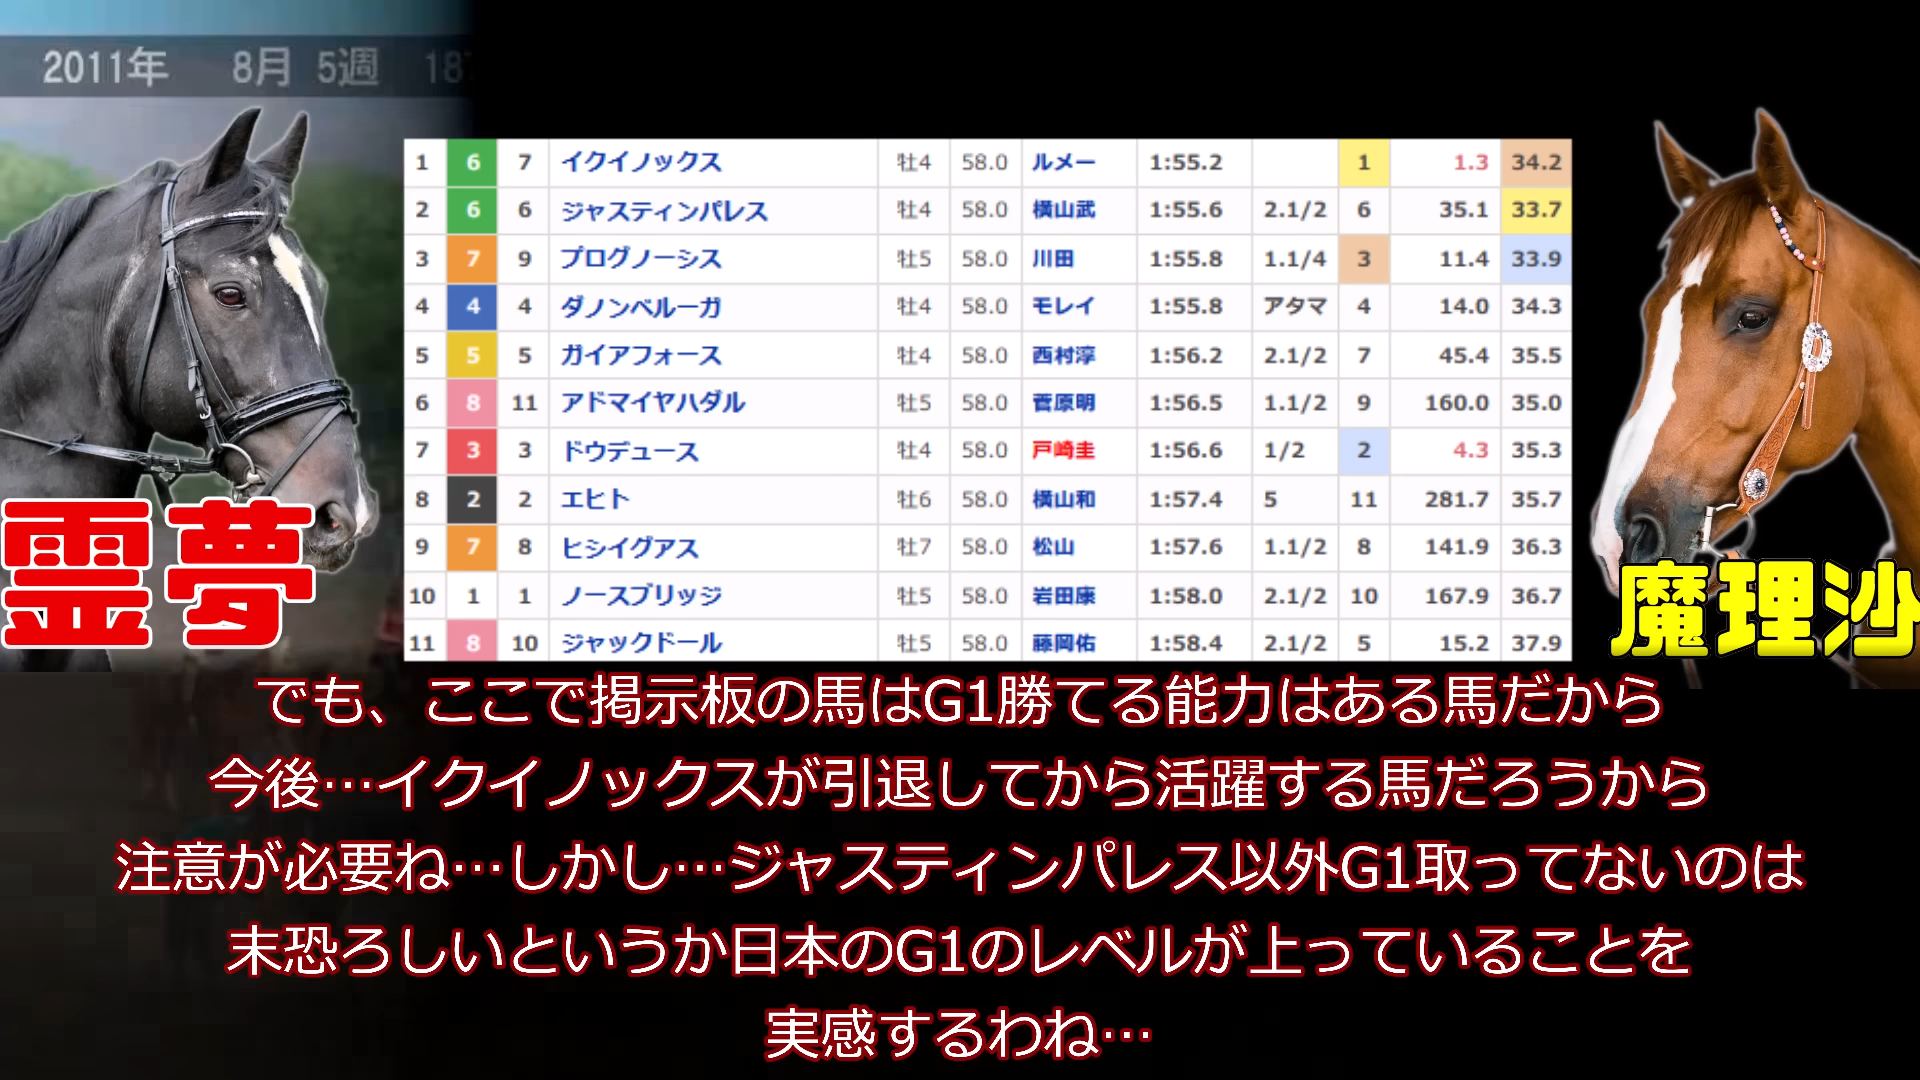 2011年 8月 5週 187
1 6 7 イクイノックス 牡4 58.0 ルメー 1:55.2 1 1.3 34.2
2 6 6 ジャスティンパレス 牡4 58.0 横山武 1:55.6 2.1/2 6 35.1 33.7
3 7 9 プログノーシス 牡5 58.0 川田 1:55.8 1.1/4 3 11.4 33.9
4 4 4 ダノンベルーガ 牡4 58.0 モレイ 1:55.8 アタマ 4 14.0 34.3
5 5 5 ガイアフォース 牡4 58.0 西村淳 1:56.2 2.1/2 7 45.4 35.5
6 8 11 アドマイヤハダル 牡5 58.0 菅原明 1:56.5 1.1/2 9 160.0 35.0
7 3 3 ドウデュース 牡4 58.0 戸崎圭 1:56.6 1/2 2 4.3 35.3
8 2 2 エヒト 牡6 58.0 横山和 1:57.4 5 11 281.7 35.7
9 7 8 ヒシイグアス 牡7 58.0 松山 1:57.6 1.1/2 8 141.9 36.3
10 1 1 ノースブリッジ 牡5 58.0 岩田康 1:58.0 2.1/2 10 167.9 36.7
11 8 10 ジャックドール 牡5 58.0 藤岡佑 1:58.4 2.1/2 5 15.2 37.9
霊夢
魔理沙
でも、ここで掲示板の馬はG1勝てる能力はある馬だから
今後…イクイノックスが引退してから活躍する馬だろうから
注意が必要ね…しかし…ジャスティンパレス以外G1取ってないのは
末恐ろしいというか日本のG1のレベルが上っていることを
実感するわね…